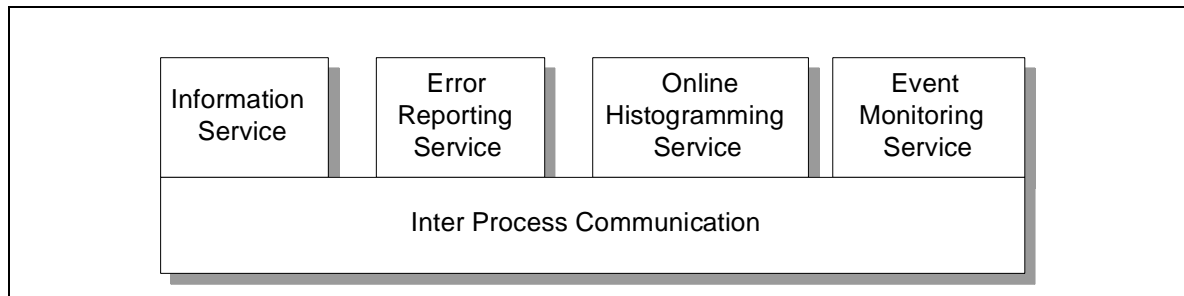 Information
Service
Error
Reporting
Service
Online
Histogramming
Service
Event
Monitoring
Service
Inter Process Communication